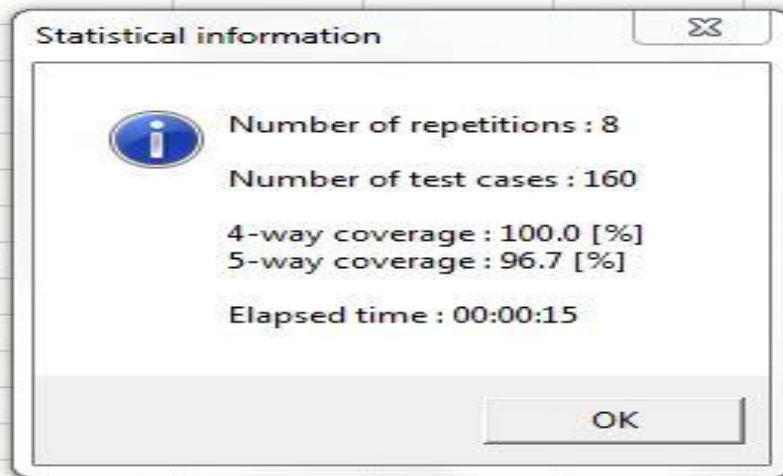 Statistical information
Number of repetitions : 8
Number of test cases : 160
4-way coverage : 100.0 [%]
5-way coverage : 96.7 [%]
Elapsed time : 00:00:15
OK